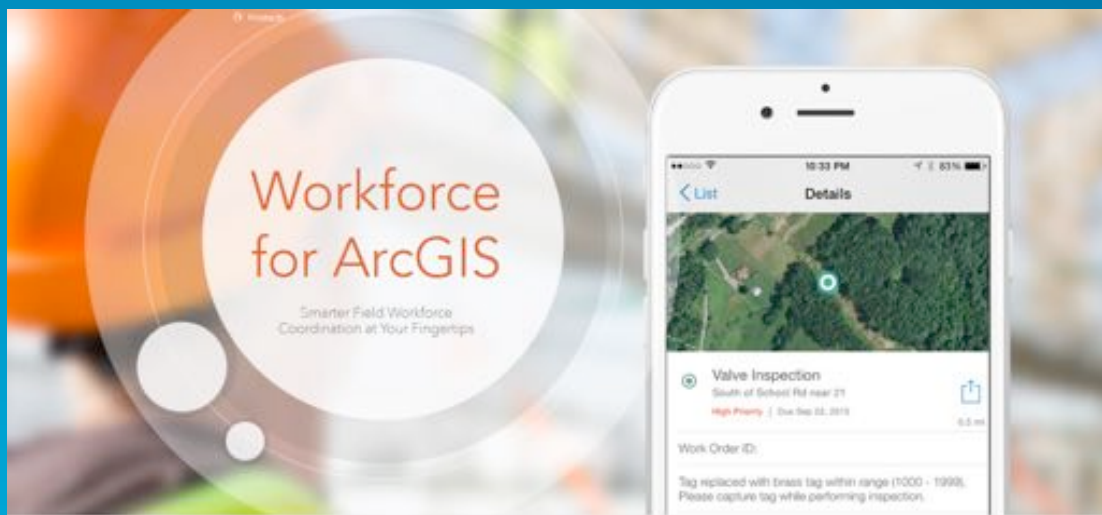 Workforce
for ArcGIS
Smarter Field Workforce
Coordination at Your Fingertips
10:33 PM
83%
List
Details
Valve Inspection
South of School Rd near 21
High Priority | Due Sep 22, 2015
0.5 mi
Work Order ID:
Tag replaced with brass tag within range (1000 - 1999).
Please capture tag while performing inspection.